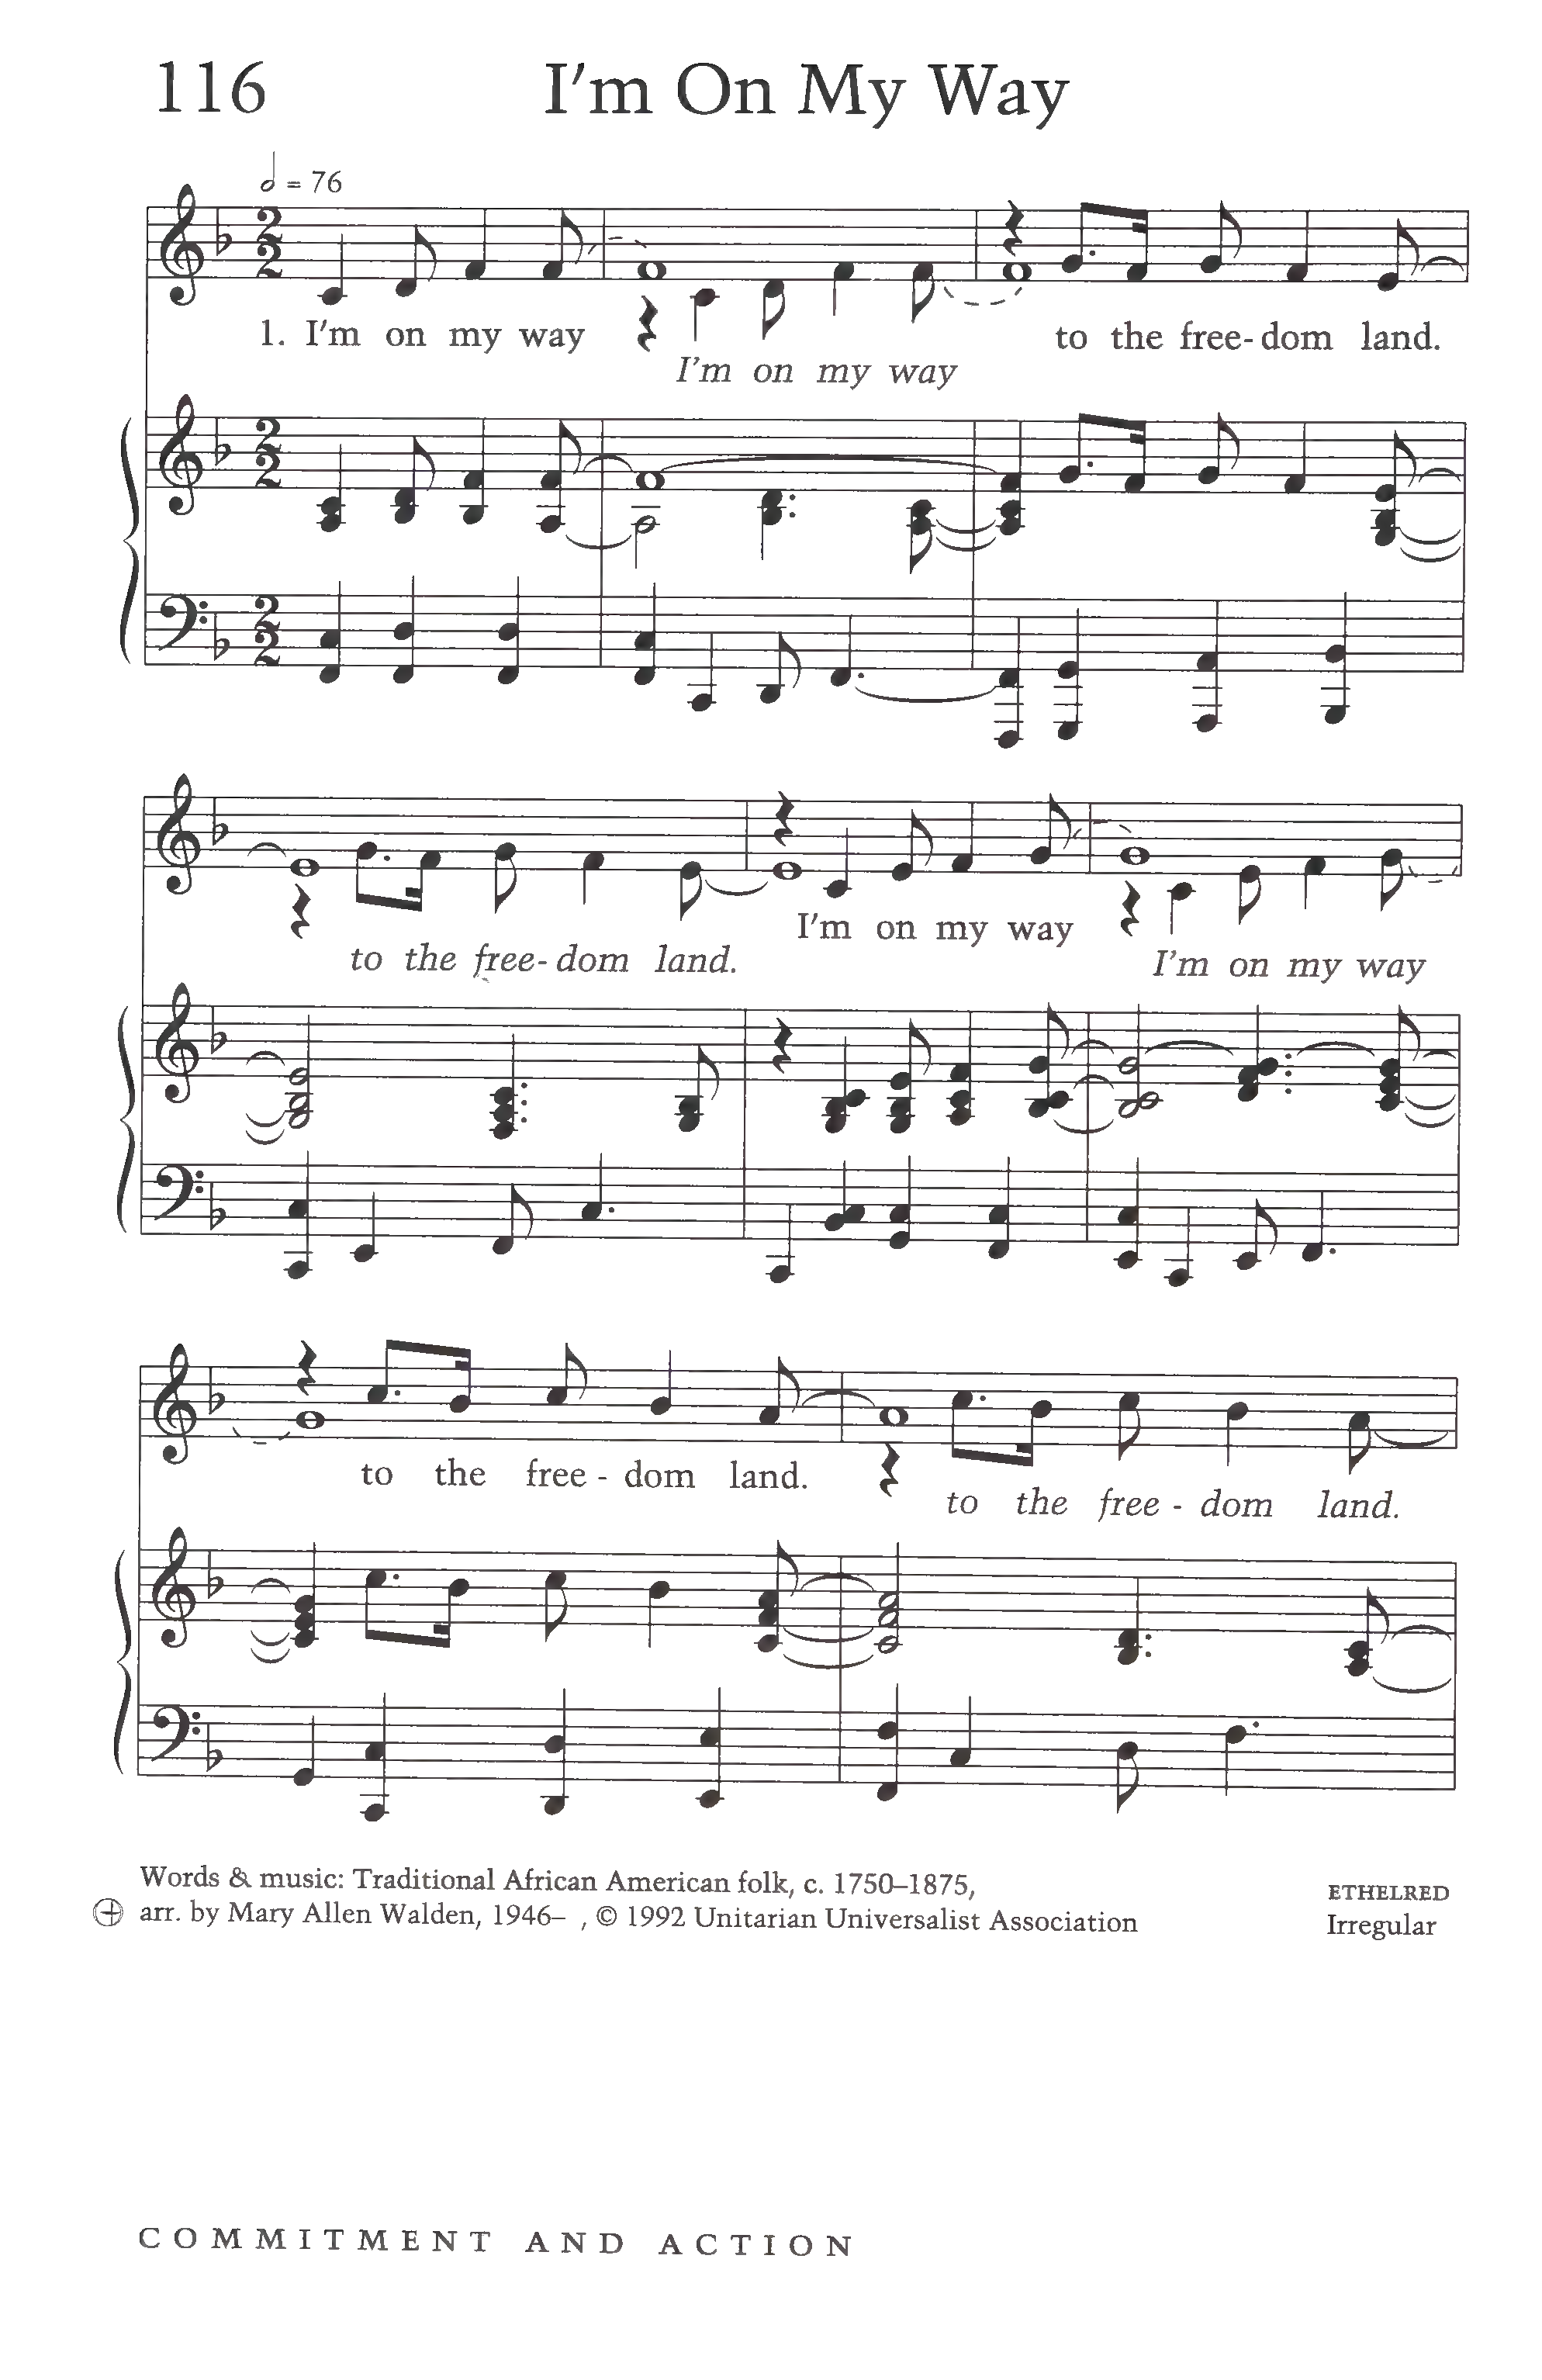 116
I'm On My Way
= 76
1. I'm on my way to the free- dom land.
I'm on my way
I'm on my way
to the free- dom land. I'm on my way
to the free - dom land.
to the free - dom land.
Words & music: Traditional African American folk, c. 1750–1875,
arr. by Mary Allen Walden, 1946– , © 1992 Unitarian Universalist Association
ETHELRED
Irregular
COMMITMENT AND ACTION